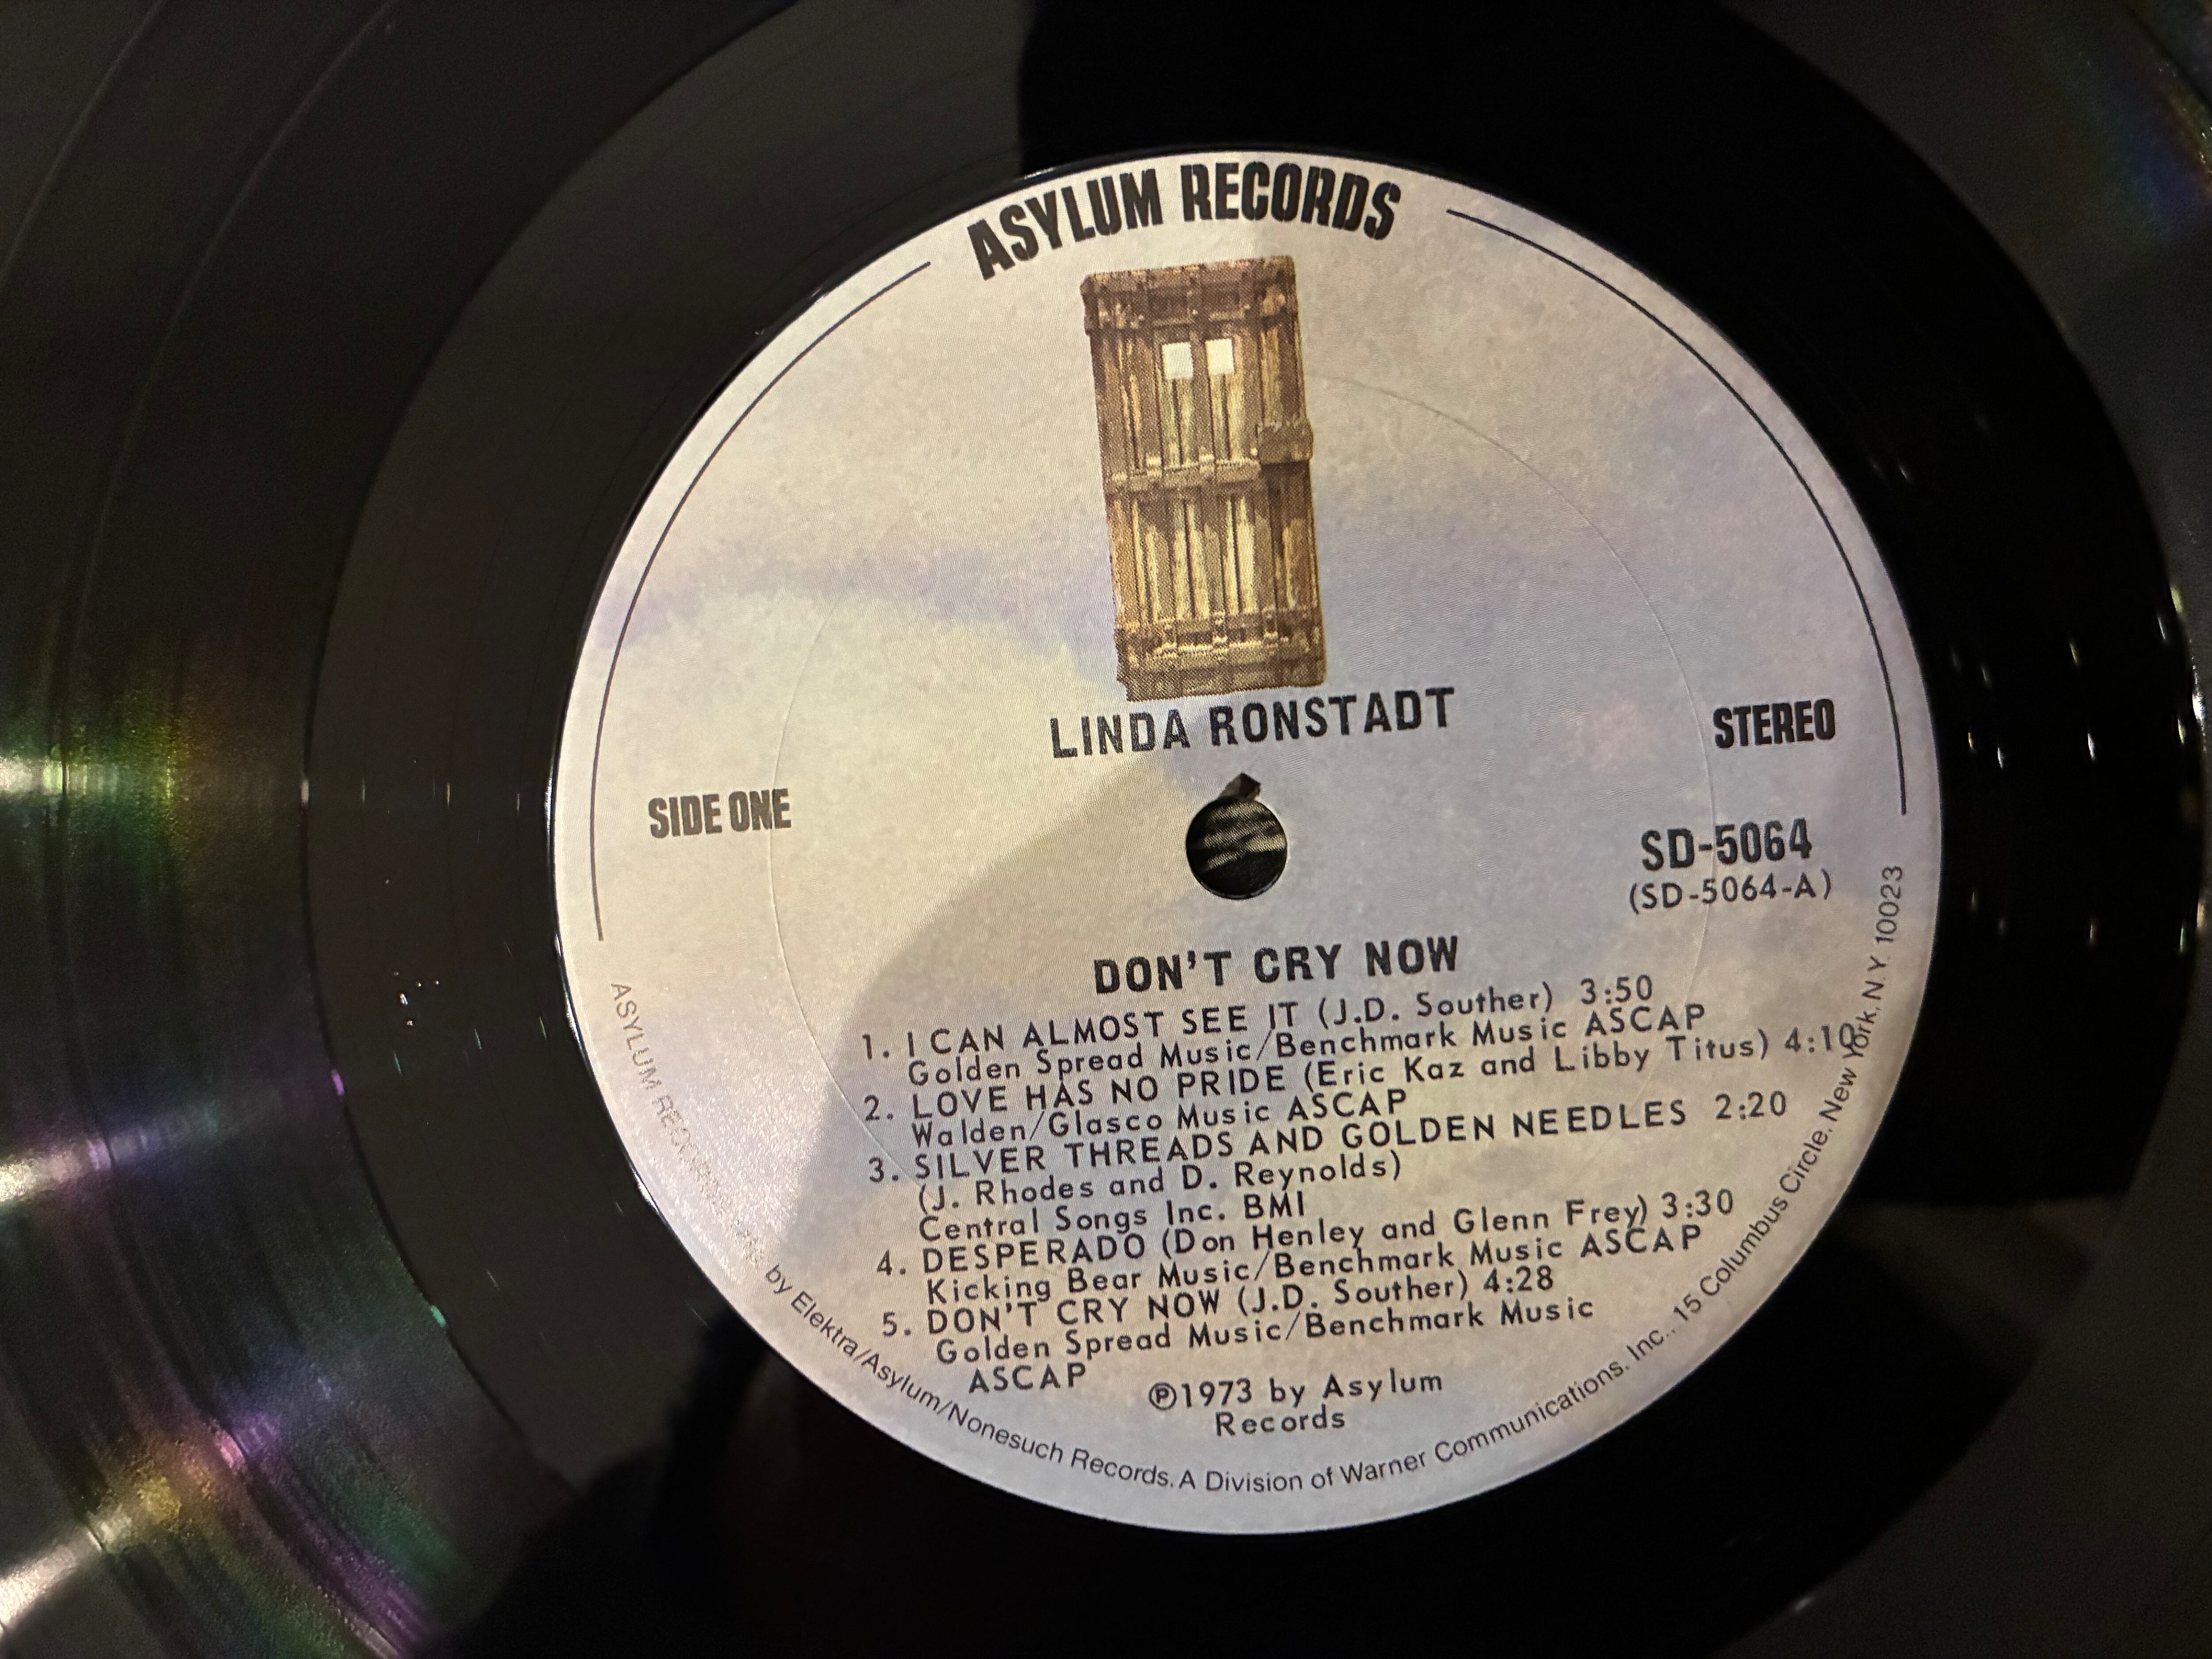 ASYLUM RECORDS
LINDA RONSTADT
STEREO
SIDE ONE
SD-5064
(SD-5064-A)
DON'T CRY NOW
1. I CAN ALMOST SEE IT (J.D. Souther) 3:50
Golden Spread Music/Benchmark Music ASCAP
2. LOVE HAS NO PRIDE (Eric Kaz and Libby Titus) 4:10
Walden/Glasco Music ASCAP
3. SILVER THREADS AND GOLDEN NEEDLES 2:20
(J. Rhodes and D. Reynolds)
Central Songs Inc. BMI
4. DESPERADO (Don Henley and Glenn Frey) 3:30
Kicking Bear Music/Benchmark Music ASCAP
5. DON'T CRY NOW (J.D. Souther) 4:28
Golden Spread Music/Benchmark Music
ASCAP
℗1973 by Asylum
Records
ASYLUM by Elektra/Asylum/Nonesuch Records. A Division of Warner Communications. Inc., 15 Columbus Circle, New York, N.Y. 10023